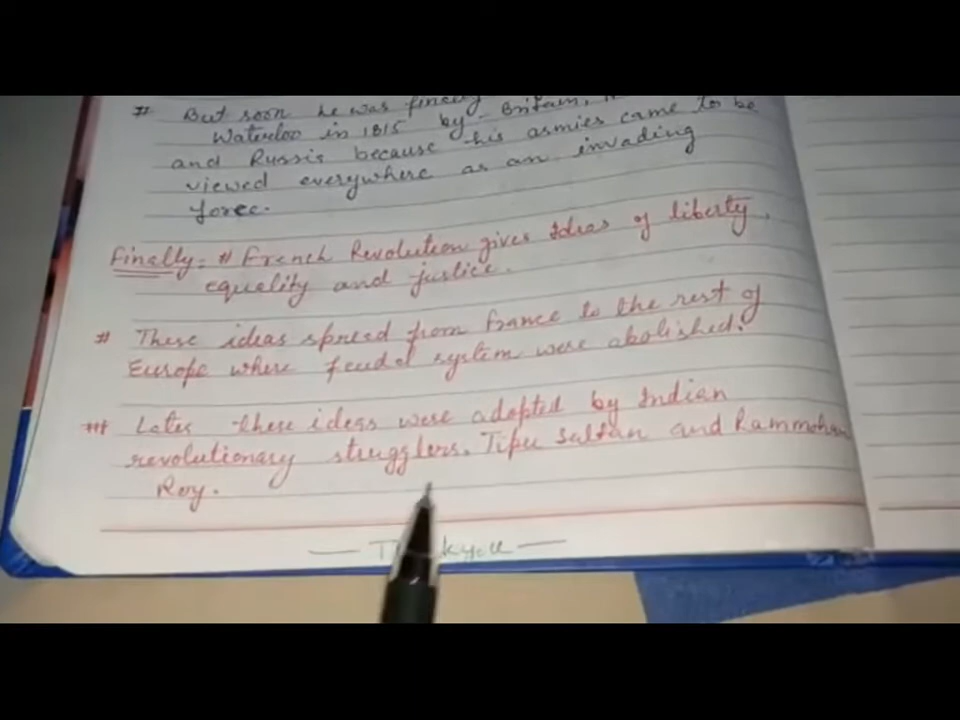 # But soon he was finally
Waterloo in 1815 by - Britain,
and Russis because his armies came to be
viewed everywhere as an invading
force.
Finally = # French Revolution gives Ideas of liberty,
equality and justice.
# These ideas spread from france to the rest of
Europe where feudal system were abolished.
# Later these ideas were adopted by Indian
revolutionary strugglers. Tipu Sultan and Rammohan
Roy.
— Thankyou —